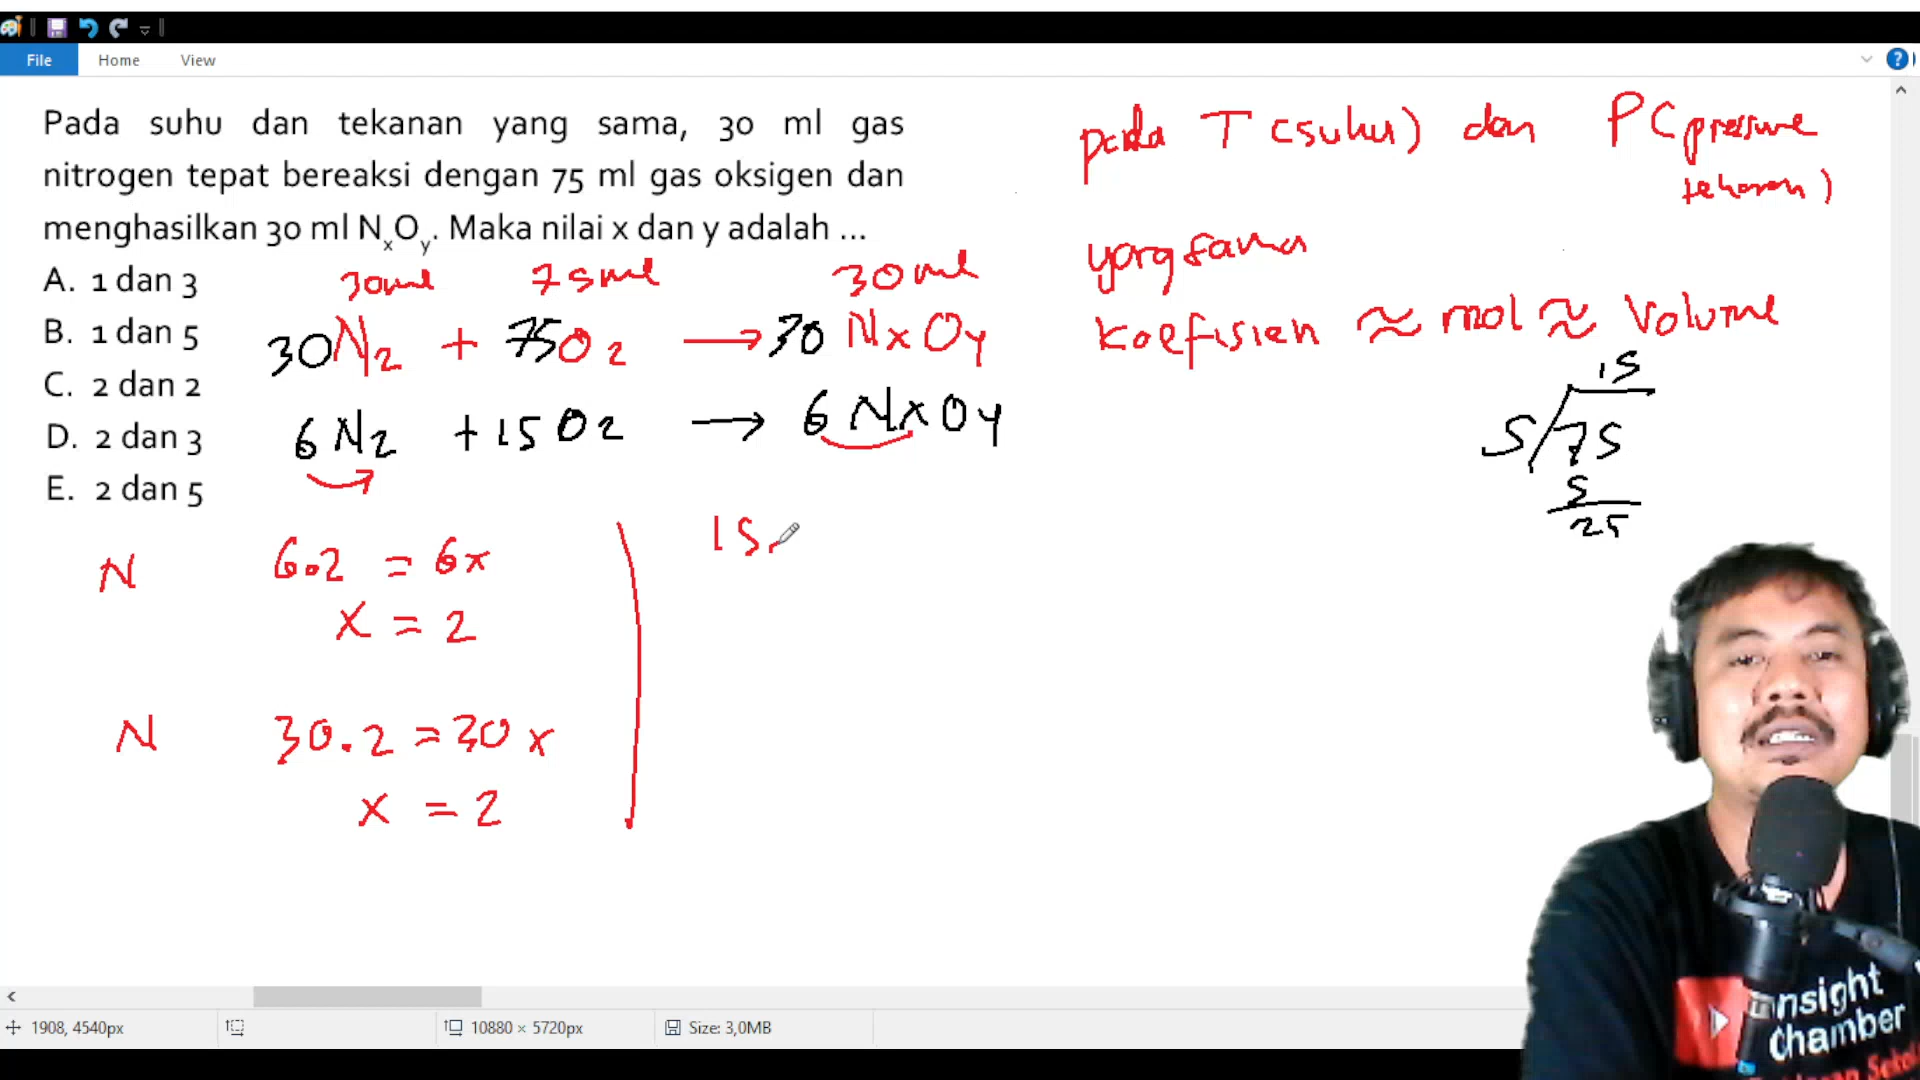 File Home View
Pada suhu dan tekanan yang sama, 30 ml gas
nitrogen tepat bereaksi dengan 75 ml gas oksigen dan
menghasilkan 30 ml NxOy. Maka nilai x dan y adalah ...
A. 1 dan 3
B. 1 dan 5
C. 2 dan 2
D. 2 dan 3
E. 2 dan 5
30ml 75ml 30ml
30N2 + 75O2 → 30 NxOy
6N2 + 15O2 → 6NxOy
N 6.2 = 6x
x = 2
N 30.2 = 30x
x = 2
15.
pada T (suhu) dan P (pressure
tekanan)
yang sama
koefisien ≈ mol ≈ Volume
15
5/75
5
25
1908, 4540px
10880 × 5720px
Size: 3,0MB
Insight
Chamber